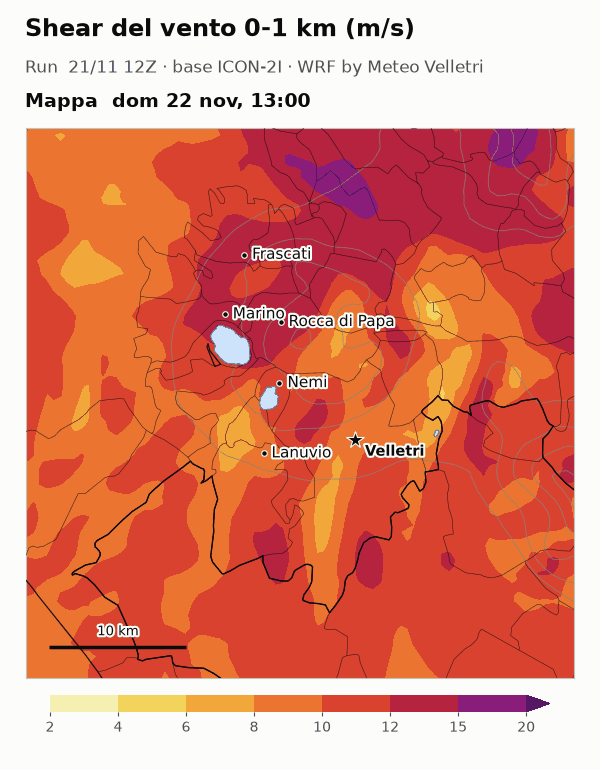 Shear del vento 0-1 km (m/s)
Run 21/11 12Z · base ICON-2I · WRF by Meteo Velletri
Mappa dom 22 nov, 13:00
Frascati
Marino
Rocca di Papa
Nemi
Velletri
Lanuvio
10 km
2 4 6 8 10 12 15 20